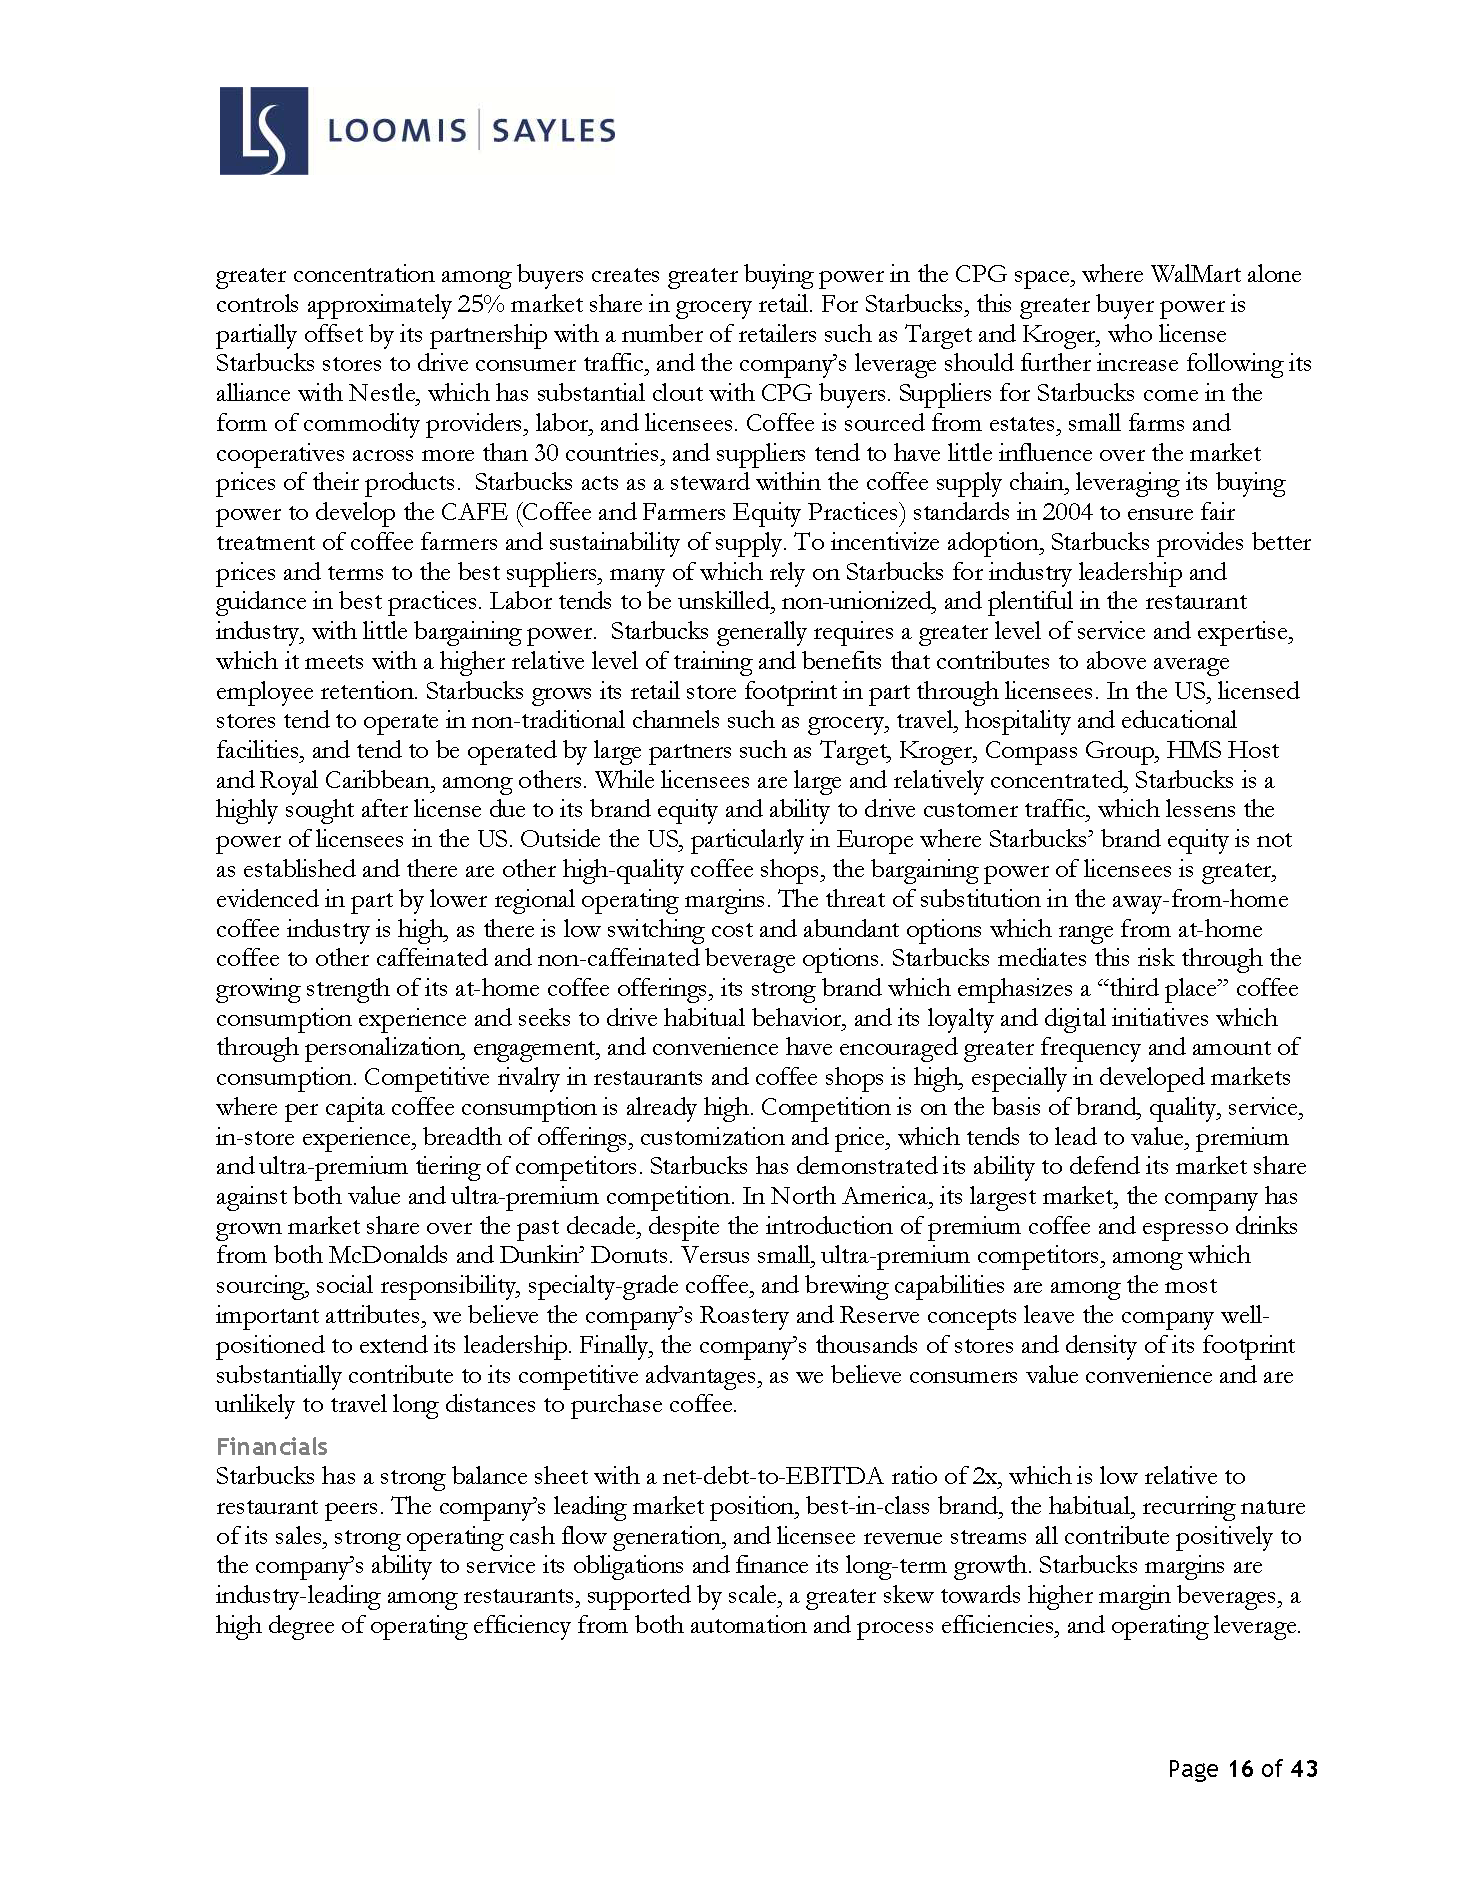 LS LOOMIS | SAYLES
greater concentration among buyers creates greater buying power in the CPG space, where WalMart alone
controls approximately 25% market share in grocery retail. For Starbucks, this greater buyer power is
partially offset by its partnership with a number of retailers such as Target and Kroger, who license
Starbucks stores to drive consumer traffic, and the company’s leverage should further increase following its
alliance with Nestle, which has substantial clout with CPG buyers. Suppliers for Starbucks come in the
form of commodity providers, labor, and licensees. Coffee is sourced from estates, small farms and
cooperatives across more than 30 countries, and suppliers tend to have little influence over the market
prices of their products.  Starbucks acts as a steward within the coffee supply chain, leveraging its buying
power to develop the CAFE (Coffee and Farmers Equity Practices) standards in 2004 to ensure fair
treatment of coffee farmers and sustainability of supply. To incentivize adoption, Starbucks provides better
prices and terms to the best suppliers, many of which rely on Starbucks for industry leadership and
guidance in best practices. Labor tends to be unskilled, non-unionized, and plentiful in the restaurant
industry, with little bargaining power.  Starbucks generally requires a greater level of service and expertise,
which it meets with a higher relative level of training and benefits that contributes to above average
employee retention. Starbucks grows its retail store footprint in part through licensees. In the US, licensed
stores tend to operate in non-traditional channels such as grocery, travel, hospitality and educational
facilities, and tend to be operated by large partners such as Target, Kroger, Compass Group, HMS Host
and Royal Caribbean, among others. While licensees are large and relatively concentrated, Starbucks is a
highly sought after license due to its brand equity and ability to drive customer traffic, which lessens the
power of licensees in the US. Outside the US, particularly in Europe where Starbucks’ brand equity is not
as established and there are other high-quality coffee shops, the bargaining power of licensees is greater,
evidenced in part by lower regional operating margins. The threat of substitution in the away-from-home
coffee industry is high, as there is low switching cost and abundant options which range from at-home
coffee to other caffeinated and non-caffeinated beverage options. Starbucks mediates this risk through the
growing strength of its at-home coffee offerings, its strong brand which emphasizes a “third place” coffee
consumption experience and seeks to drive habitual behavior, and its loyalty and digital initiatives which
through personalization, engagement, and convenience have encouraged greater frequency and amount of
consumption. Competitive rivalry in restaurants and coffee shops is high, especially in developed markets
where per capita coffee consumption is already high. Competition is on the basis of brand, quality, service,
in-store experience, breadth of offerings, customization and price, which tends to lead to value, premium
and ultra-premium tiering of competitors. Starbucks has demonstrated its ability to defend its market share
against both value and ultra-premium competition. In North America, its largest market, the company has
grown market share over the past decade, despite the introduction of premium coffee and espresso drinks
from both McDonalds and Dunkin’ Donuts. Versus small, ultra-premium competitors, among which
sourcing, social responsibility, specialty-grade coffee, and brewing capabilities are among the most
important attributes, we believe the company’s Roastery and Reserve concepts leave the company well-
positioned to extend its leadership. Finally, the company’s thousands of stores and density of its footprint
substantially contribute to its competitive advantages, as we believe consumers value convenience and are
unlikely to travel long distances to purchase coffee.
Financials
Starbucks has a strong balance sheet with a net-debt-to-EBITDA ratio of 2x, which is low relative to
restaurant peers. The company’s leading market position, best-in-class brand, the habitual, recurring nature
of its sales, strong operating cash flow generation, and licensee revenue streams all contribute positively to
the company’s ability to service its obligations and finance its long-term growth. Starbucks margins are
industry-leading among restaurants, supported by scale, a greater skew towards higher margin beverages, a
high degree of operating efficiency from both automation and process efficiencies, and operating leverage.
Page 16 of 43